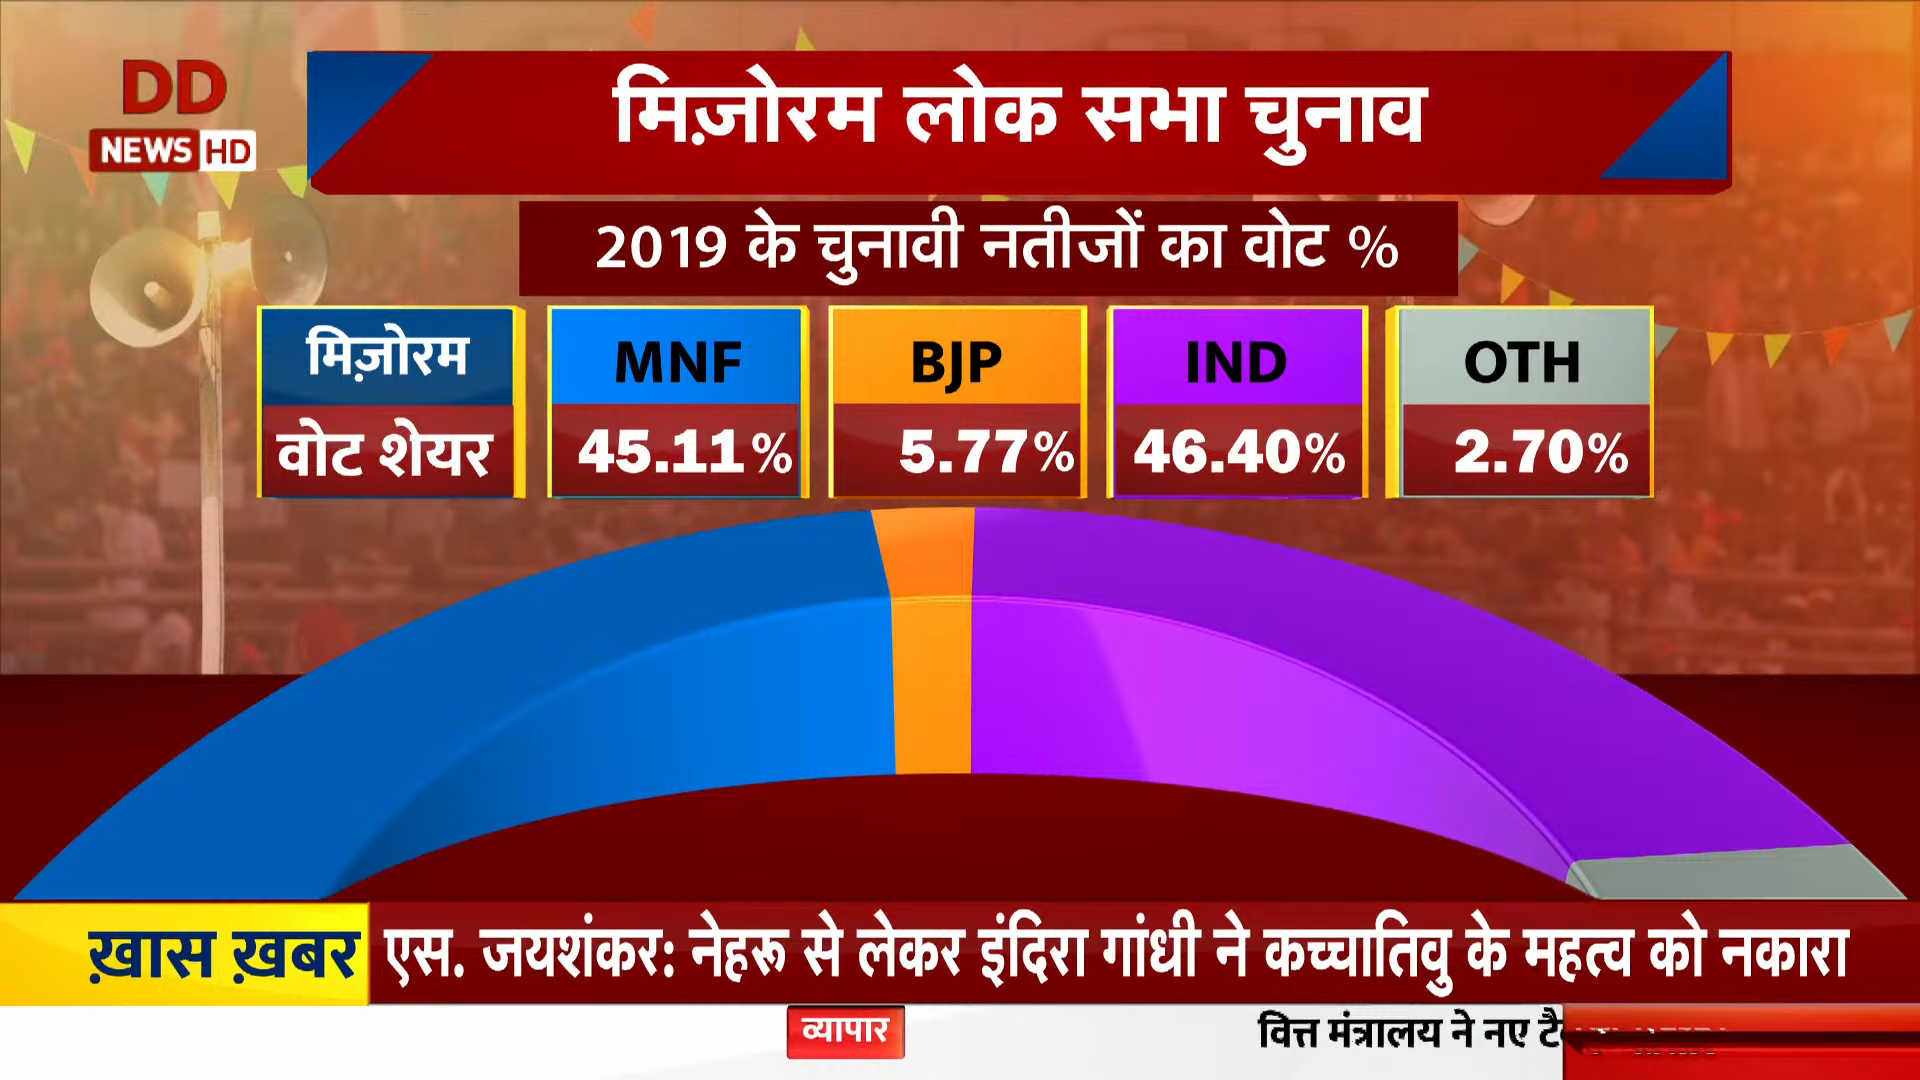 DD
NEWS HD
मिज़ोरम लोक सभा चुनाव
2019 के चुनावी नतीजों का वोट %
मिज़ोरम MNF BJP IND OTH
वोट शेयर 45.11% 5.77% 46.40% 2.70%
ख़ास ख़बर एस. जयशंकर: नेहरू से लेकर इंदिरा गांधी ने कच्चातिवु के महत्व को नकारा
व्यापार वित्त मंत्रालय ने नए